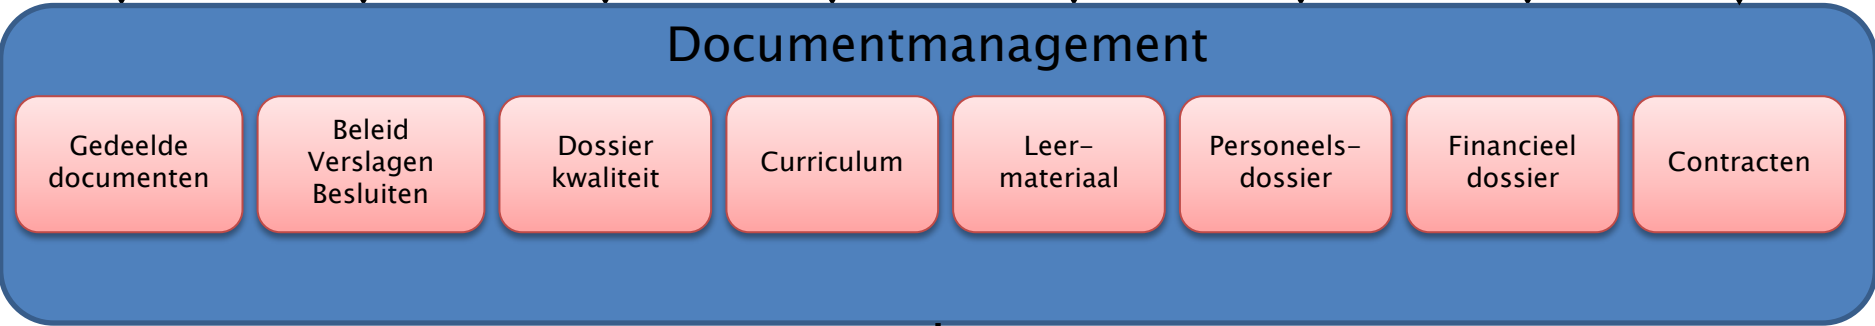 Documentmanagement
Gedeelde
documenten
Beleid
Verslagen
Besluiten
Dossier
kwaliteit
Curriculum
Leer-
materiaal
Personeels-
dossier
Financieel
dossier
Contracten